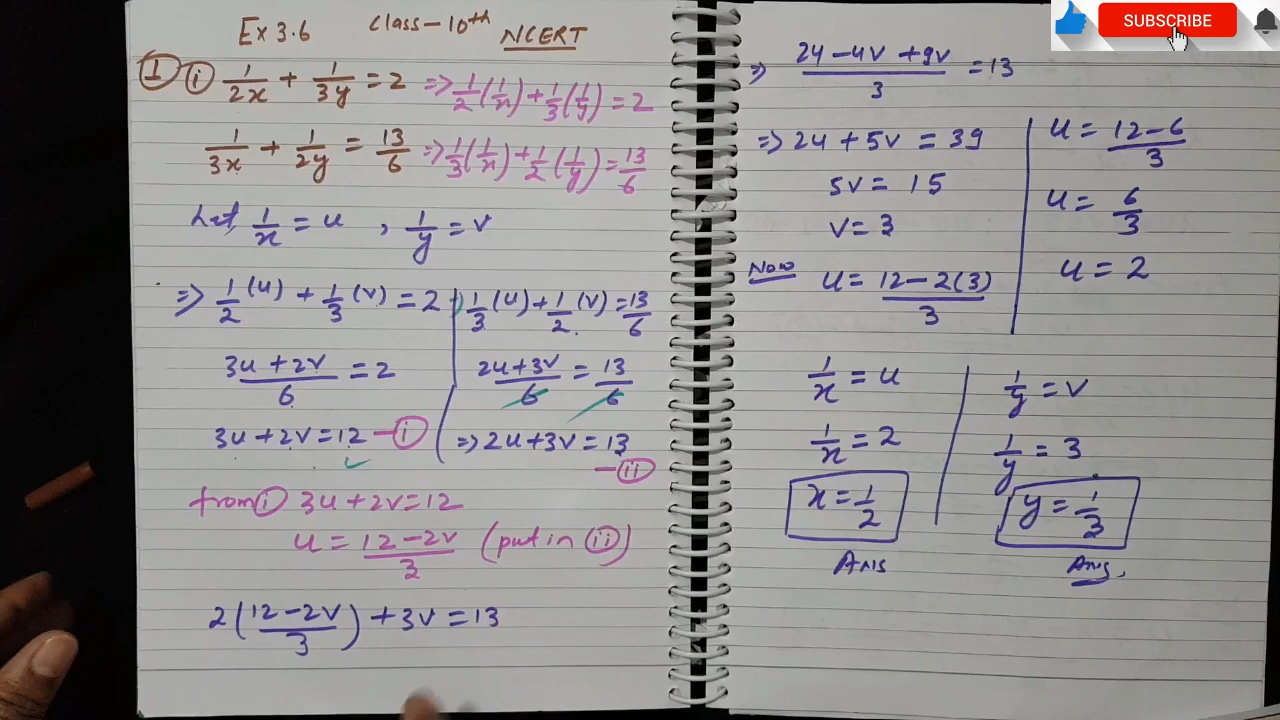 Ex 3.6 Class-10th NCERT
① ⓘ 1/2x + 1/3y = 2 => 1/2(1/x) + 1/3(1/y) = 2
1/3x + 1/2y = 13/6 => 1/3(1/x) + 1/2(1/y) = 13/6
Let 1/x = u , 1/y = v
=> 1/2(u) + 1/3(v) = 2 | 1/3(u) + 1/2(v) = 13/6
(3u + 2v)/6 = 2 | (2u+3v)/6 = 13/6
3u + 2v = 12 - ⓘ | => 2u + 3v = 13
- ⓘⓘ
from ⓘ 3u + 2v = 12
u = (12 - 2v)/3 (put in ⓘⓘ)
2((12 - 2v)/3) + 3v = 13
SUBSCRIBE
=> (24 - 4v + 9v)/3 = 13
=> 24 + 5v = 39
5v = 15
v = 3
Now u = (12 - 2(3))/3
u = (12 - 6)/3
u = 6/3
u = 2
1/x = u
1/x = 2
x = 1/2
Ans
1/y = v
1/y = 3
y = 1/3
Ans.